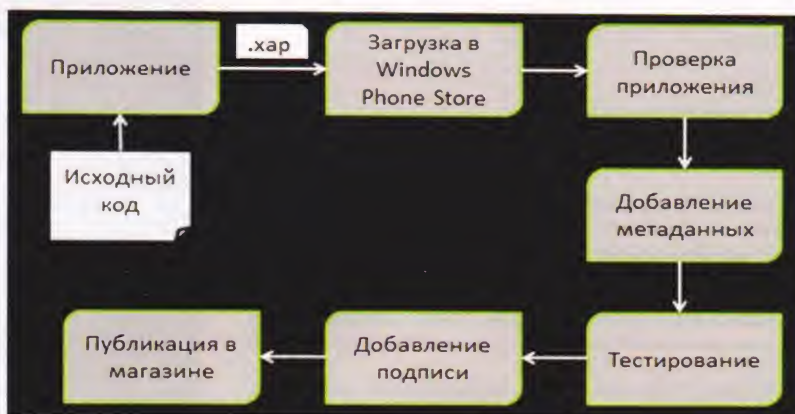 Приложение
.xap
Загрузка в
Windows
Phone Store
Проверка
приложения
Исходный
код
Добавление
метаданных
Тестирование
Добавление
подписи
Публикация в
магазине